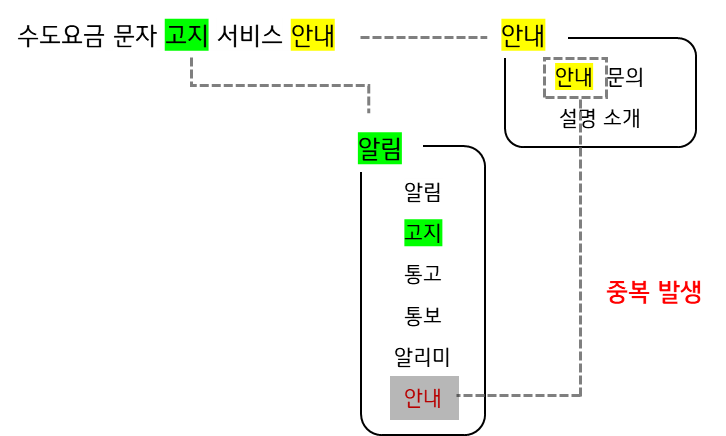 수도요금 문자 고지 서비스 안내
안내
안내 문의
설명 소개
알림
알림
고지
통고
통보
알리미
안내
중복 발생